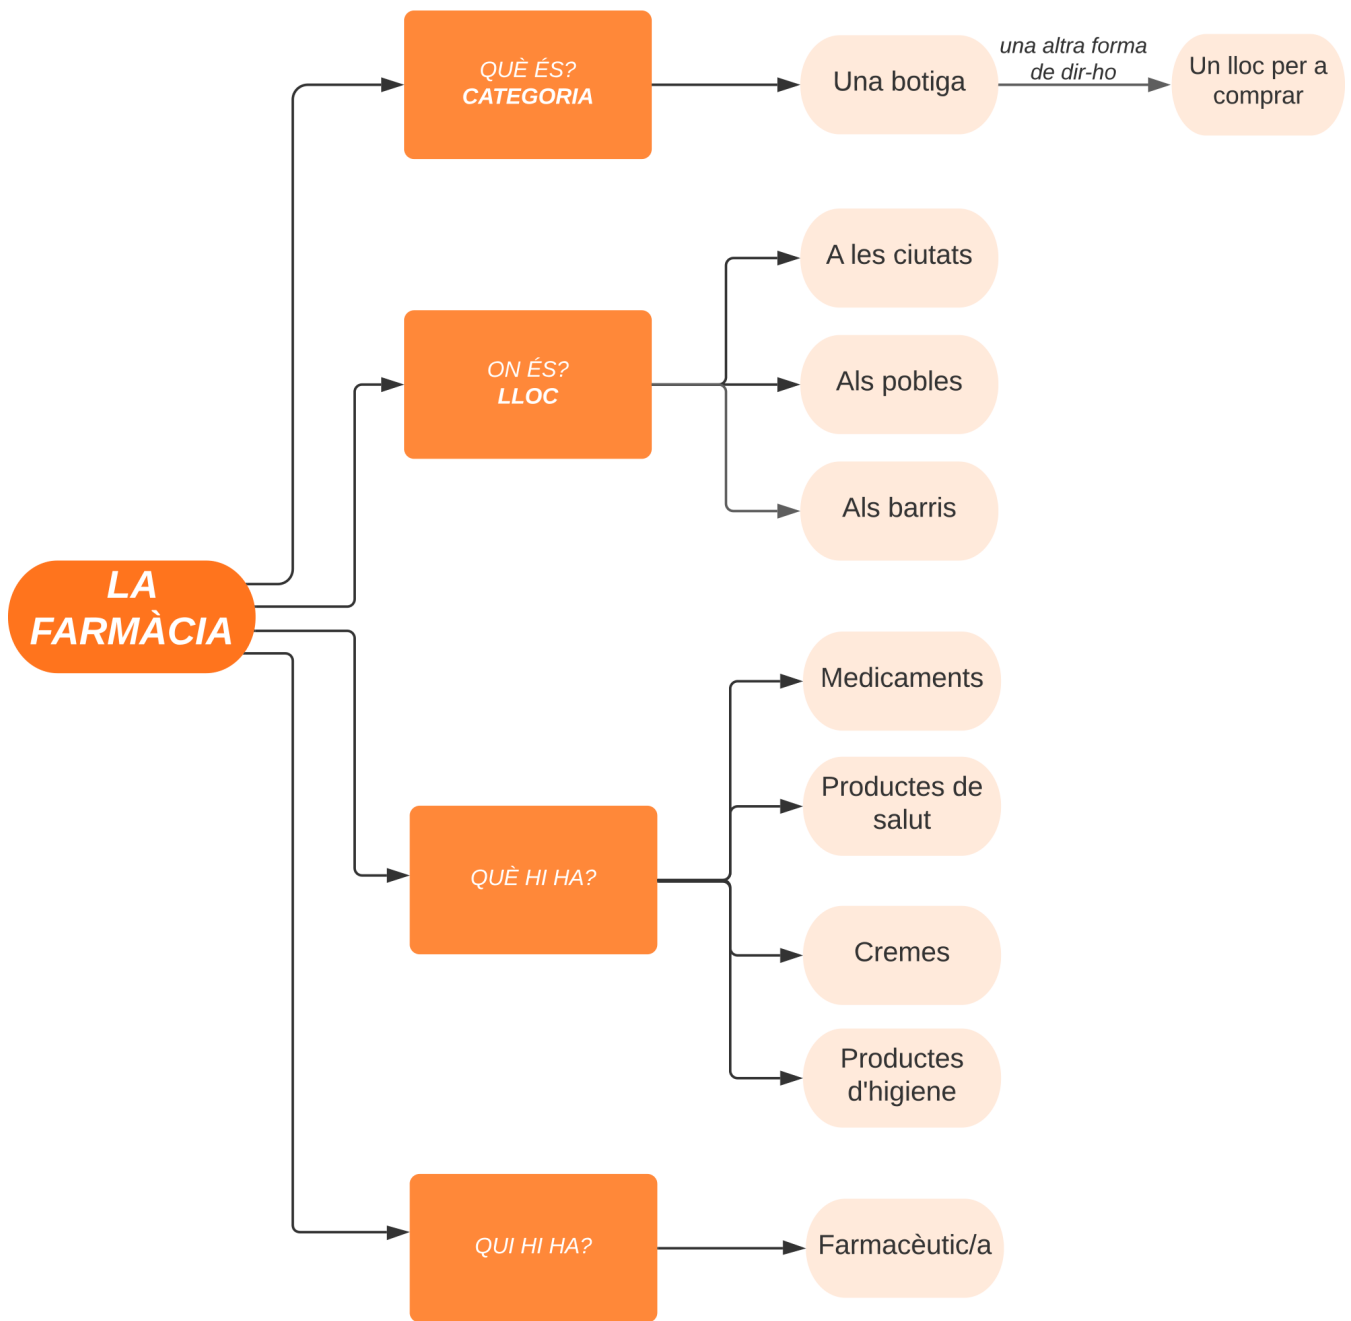 QUÈ ÉS?
CATEGORIA
Una botiga
una altra forma
de dir-ho
Un lloc per a
comprar
ON ÉS?
LLOC
A les ciutats
Als pobles
Als barris
LA
FARMÀCIA
QUÈ HI HA?
Medicaments
Productes de
salut
Cremes
Productes
d'higiene
QUI HI HA?
Farmacèutic/a